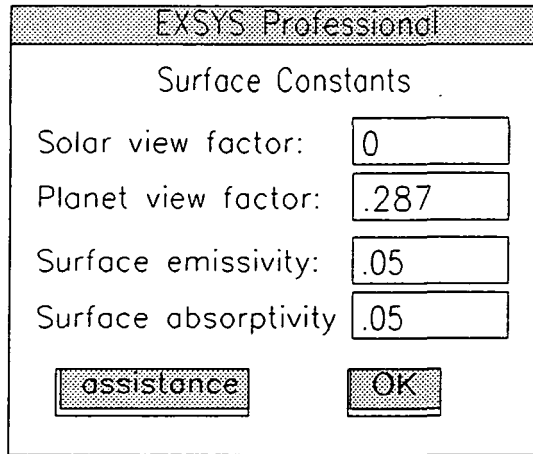 EXSYS Professional
Surface Constants
Solar view factor: 0
Planet view factor: .287
Surface emissivity: .05
Surface absorptivity .05
assistance OK